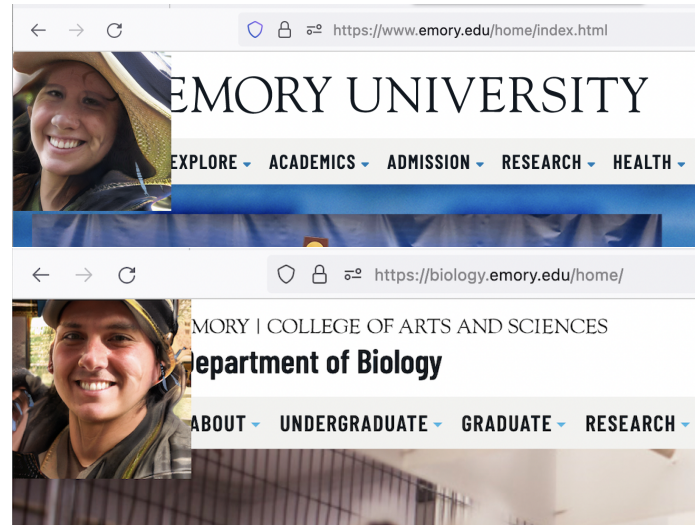 https://www.emory.edu/home/index.html
EMORY UNIVERSITY
EXPLORE ACADEMICS ADMISSION RESEARCH HEALTH
https://biology.emory.edu/home/
MORY | COLLEGE OF ARTS AND SCIENCES
epartment of Biology
ABOUT UNDERGRADUATE GRADUATE RESEARCH